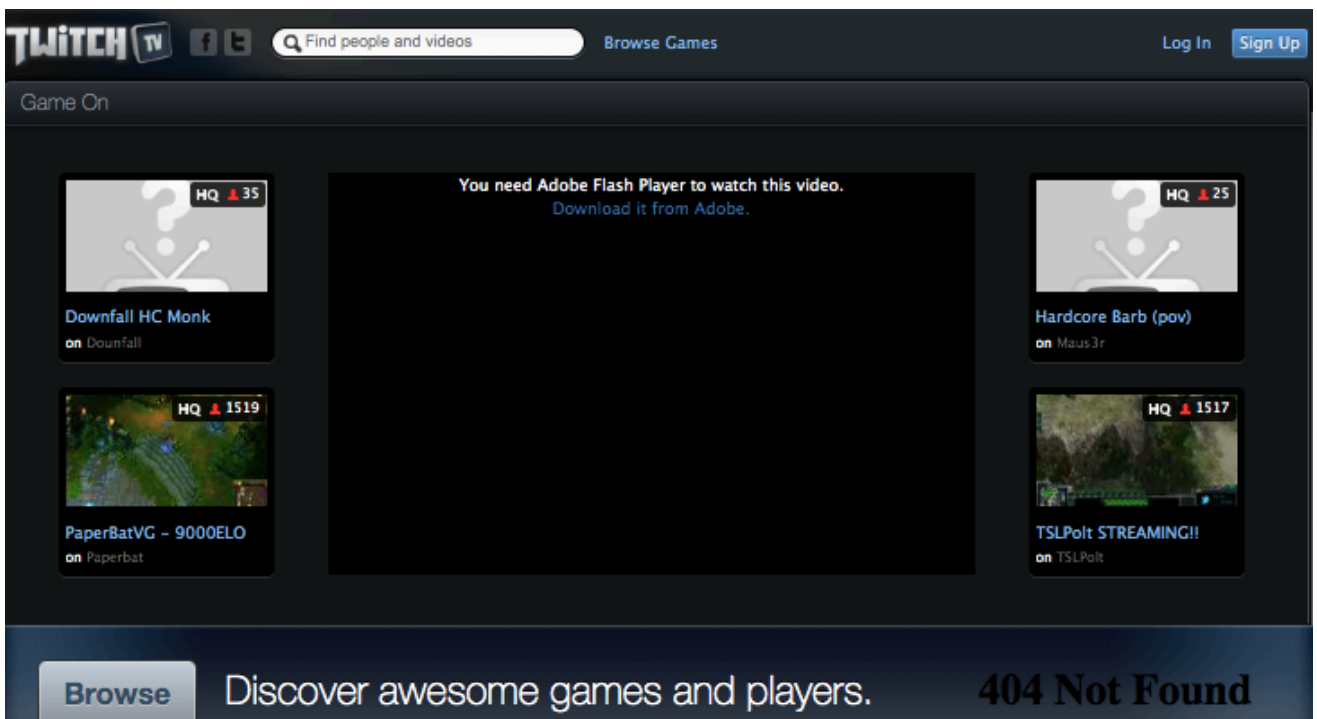 TWiTCH TV
Find people and videos
Browse Games
Log In
Sign Up
Game On
HQ 35
Downfall HC Monk
on Dounfall
HQ 1519
PaperBatVG – 9000ELO
on Paperbat
You need Adobe Flash Player to watch this video.
Download it from Adobe.
HQ 25
Hardcore Barb (pov)
on Maus3r
HQ 1517
TSLPolt STREAMING!!
on TSLPolt
Browse
Discover awesome games and players.
404 Not Found